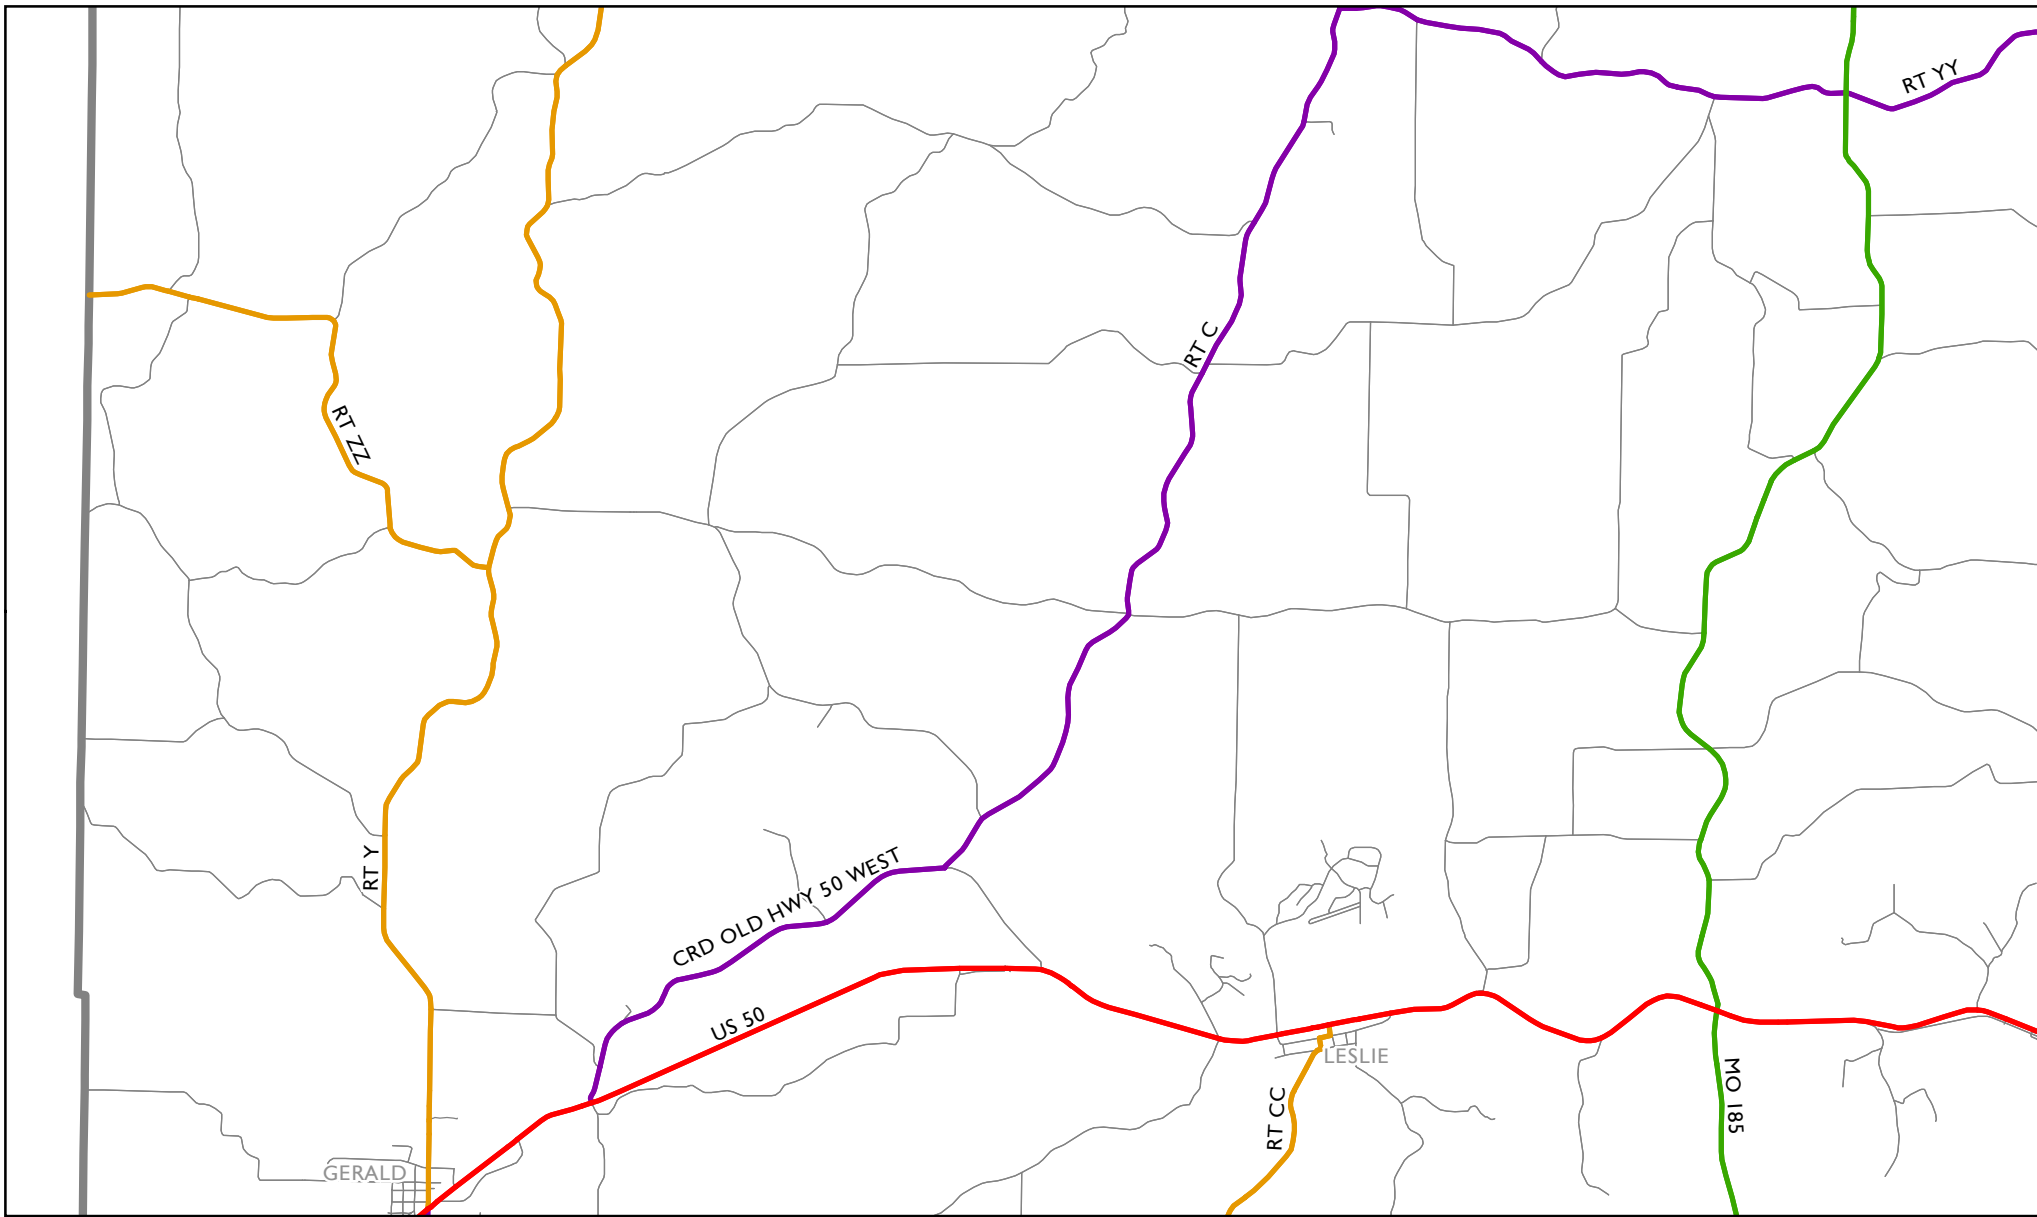 RT YY
RT C
RT ZZ
RT Y
CRD OLD HWY 50 WEST
US 50
LESLIE
MO 185
RT CC
GERALD